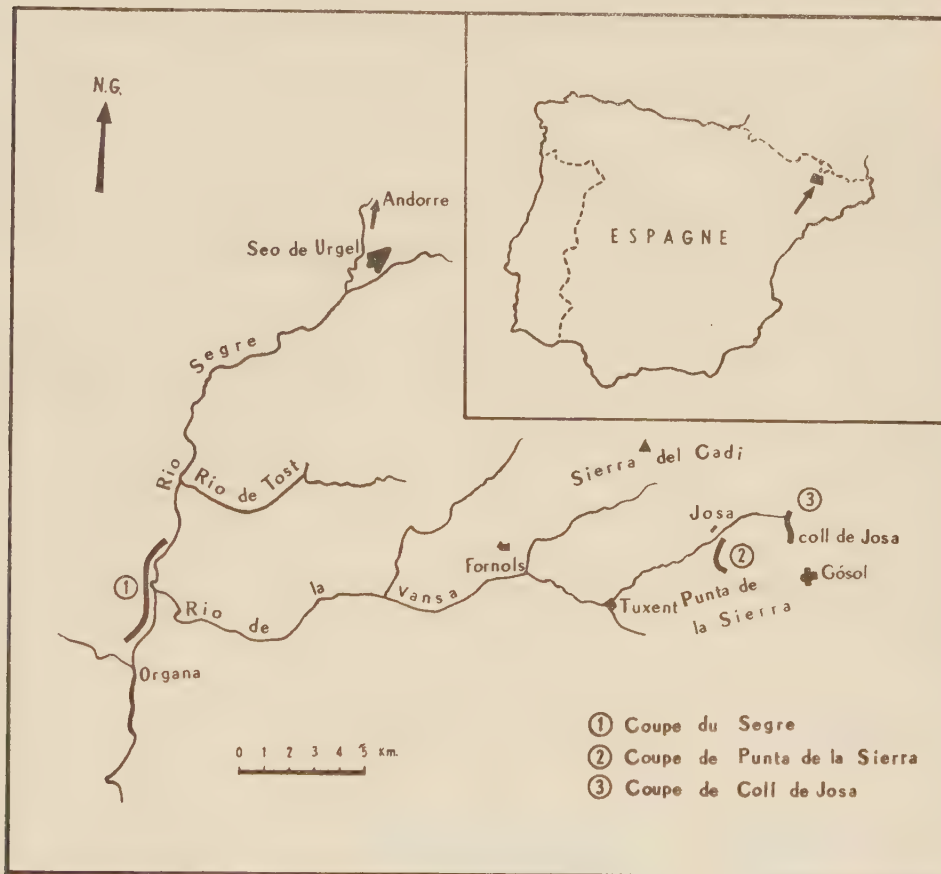 N.G.
Andorre
Seo de Urgel
ESPAGNE
Segre
Rio
Rio de Tost
Sierra del Cadi
③
Josa
coll de Josa
②
Fornols
Gósol
①
Rio de la Vansa
Tuxent
Punta de
la Sierra
Organa
0 1 2 3 4 5 Km.
① Coupe du Segre
② Coupe de Punta de la Sierra
③ Coupe de Coll de Josa